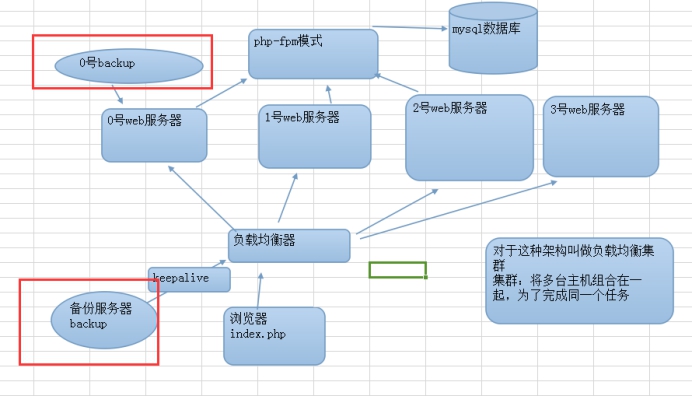 0号backup
php-fpm模式
mysql数据库
0号web服务器
1号web服务器
2号web服务器
3号web服务器
负载均衡器
keepalive
备份服务器
backup
浏览器
index.php
对于这种架构叫做负载均衡集
群
集群：将多台主机组合在一
起，为了完成同一个任务